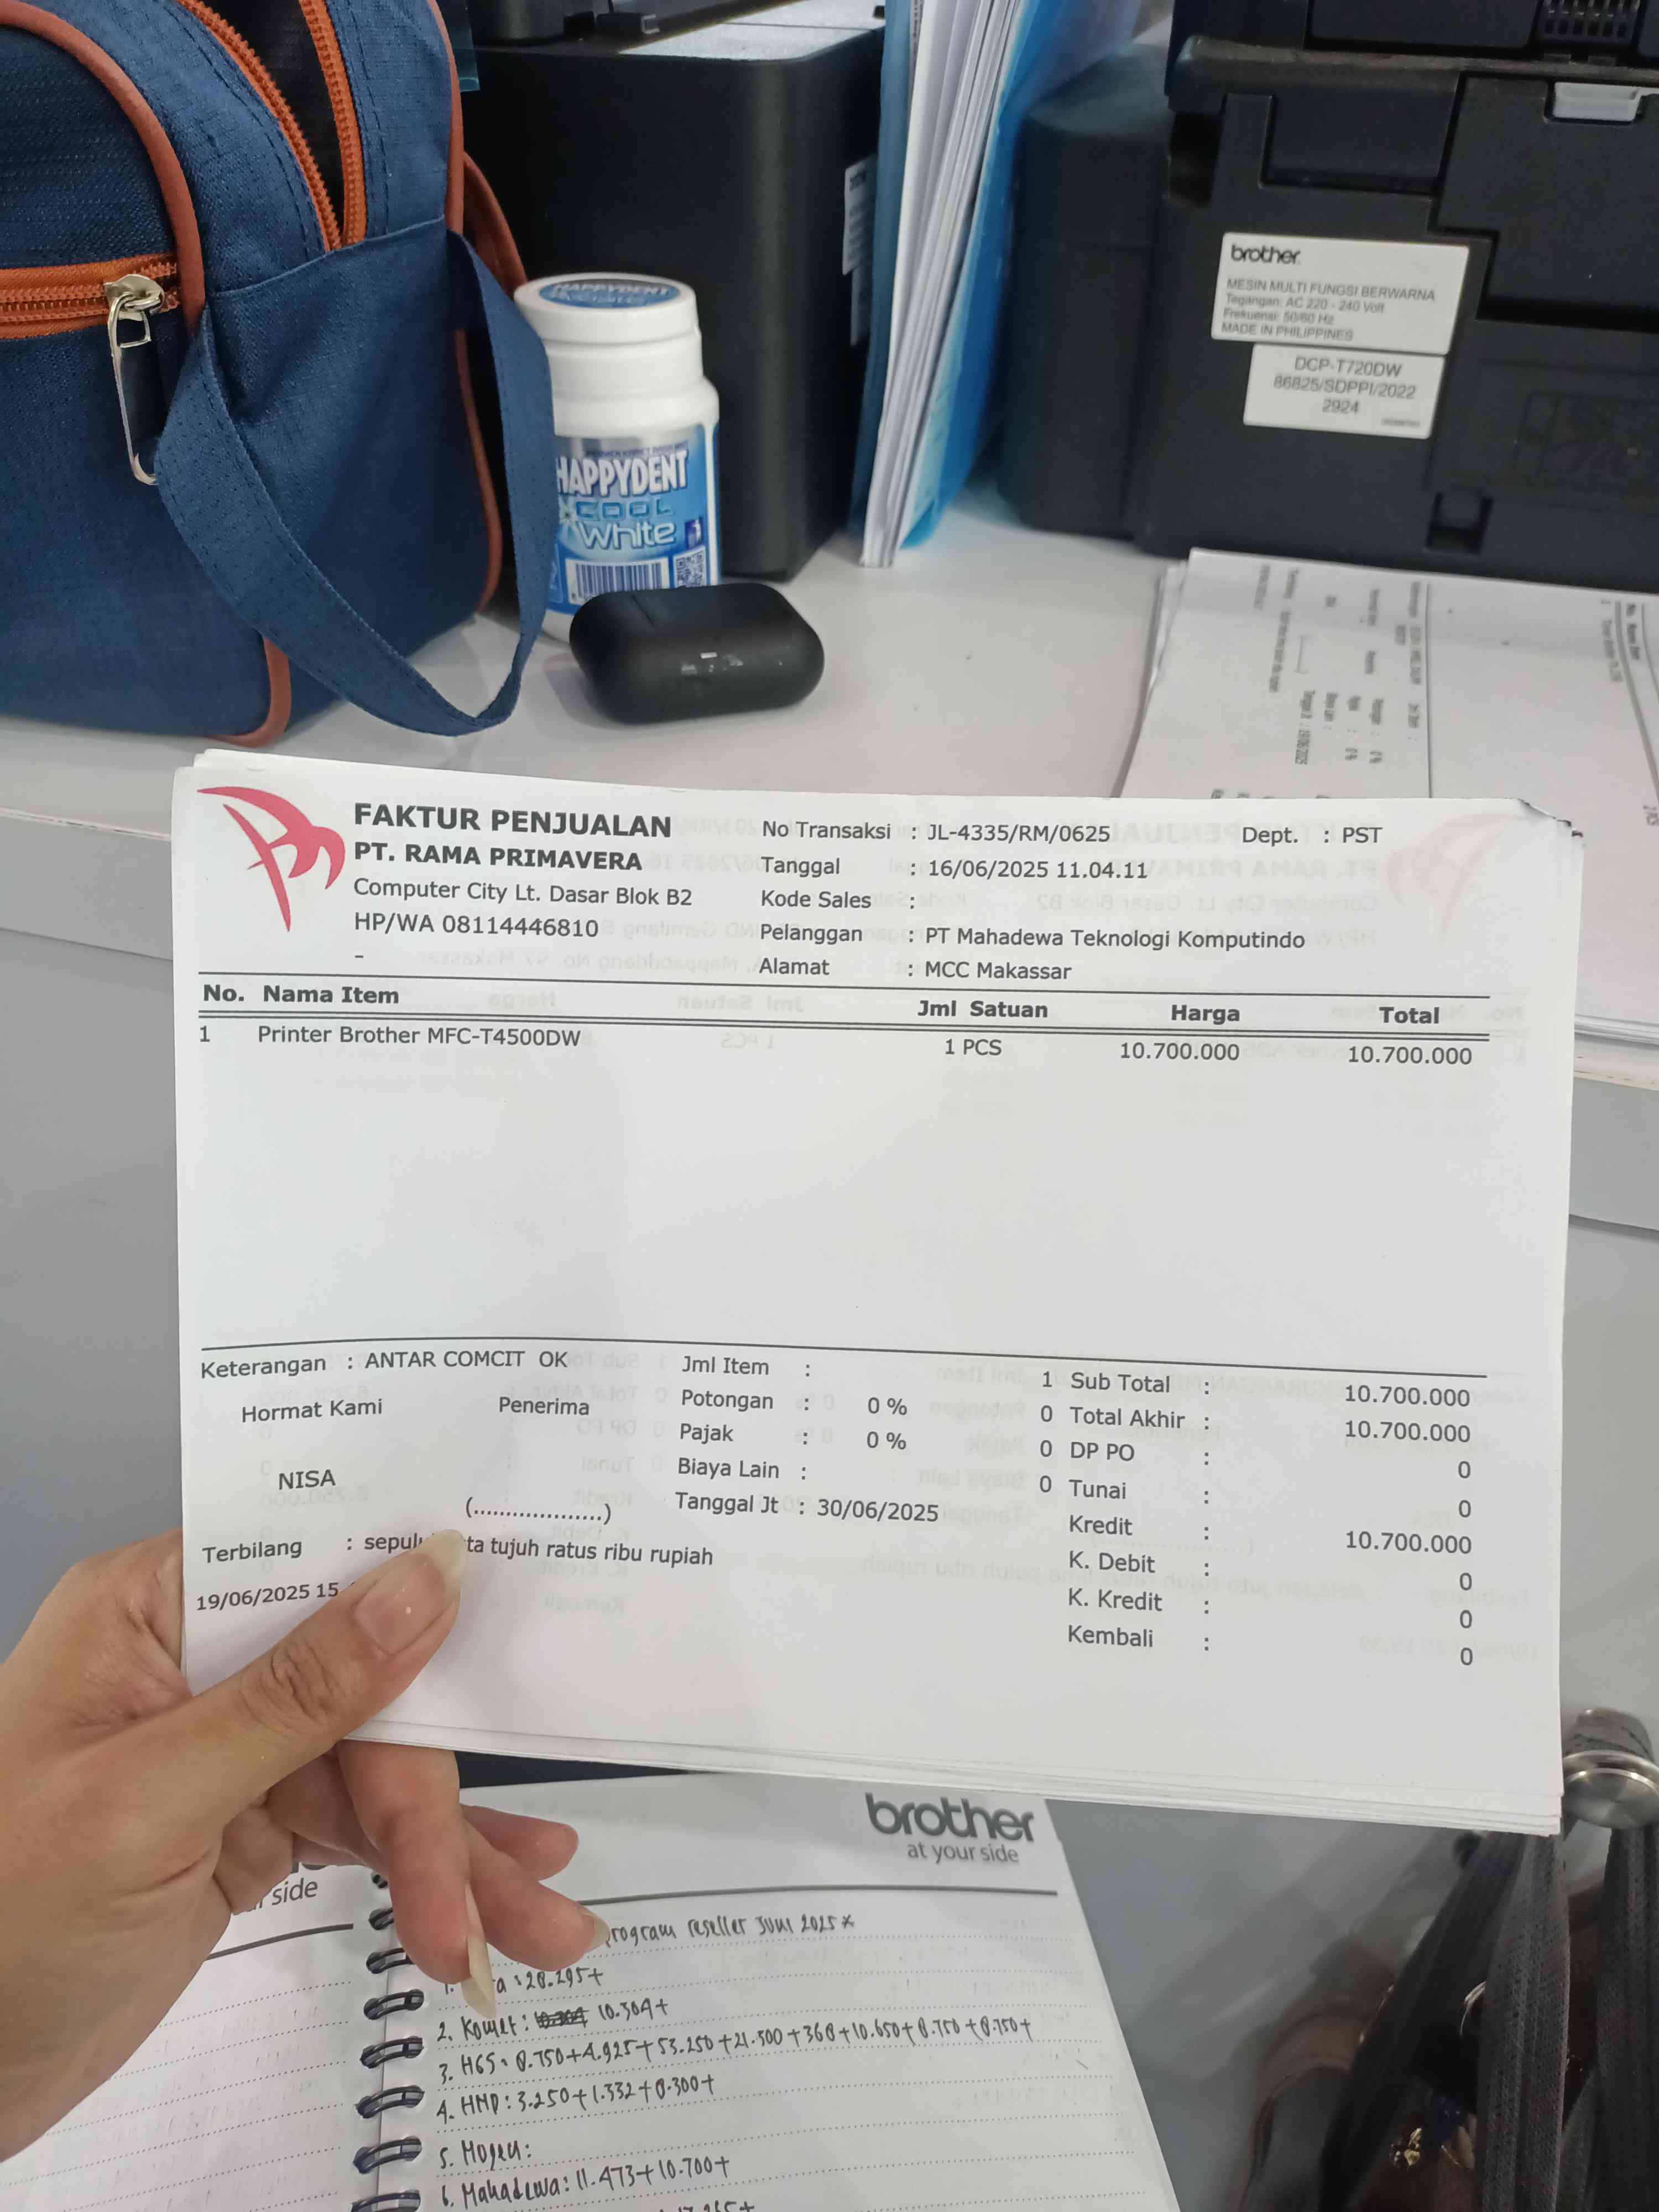 HAPPYDENT
COOL
White
brother
MESIN MULTI FUNGSI BERWARNA
Tegangan: AC 220 - 240 Volt
Frekuensi: 50/60 Hz
MADE IN PHILIPPINES
DCP-T720DW
86825/SDPPI/2022
2924
FAKTUR PENJUALAN
PT. RAMA PRIMAVERA
Computer City Lt. Dasar Blok B2
HP/WA 08114446810
-
No Transaksi : JL-4335/RM/0625 Dept. : PST
Tanggal : 16/06/2025 11.04.11
Kode Sales :
Pelanggan : PT Mahadewa Teknologi Komputindo
Alamat : MCC Makassar
No. Nama Item Jml Satuan Harga Total
1 Printer Brother MFC-T4500DW 1 PCS 10.700.000 10.700.000
Keterangan : ANTAR COMCIT OK
Hormat Kami Penerima
NISA
(...................)
Jml Item : 1
Potongan : 0 % 0
Pajak : 0 % 0
Biaya Lain : 0
Tanggal Jt : 30/06/2025
Sub Total : 10.700.000
Total Akhir : 10.700.000
DP PO : 0
Tunai : 0
Kredit : 10.700.000
K. Debit : 0
K. Kredit : 0
Kembali : 0
Terbilang : sepul ta tujuh ratus ribu rupiah
19/06/2025 15
brother
at your side
side
program reseller Juni 2025 *
1. a : 28.295+
2. Komet: 10.304+
3. HGS: 8.750+4.925+53.250+21.500+368+10.650+8.750+8.750+
4. HMD: 3.250+1.332+8.300+
5. Mogeu:
6. Mahadewa: 11.473+10.700+